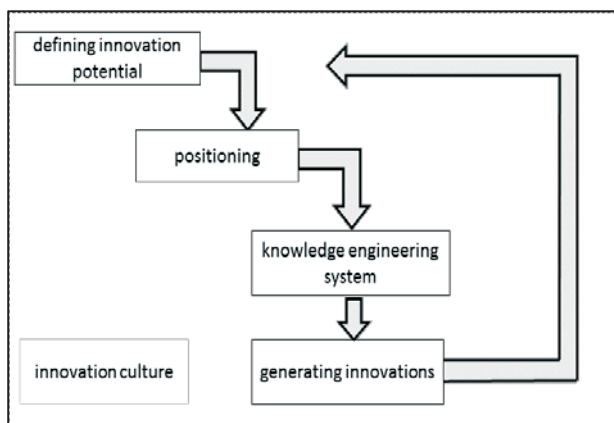 defining innovation
potential
positioning
knowledge engineering
system
innovation culture
generating innovations